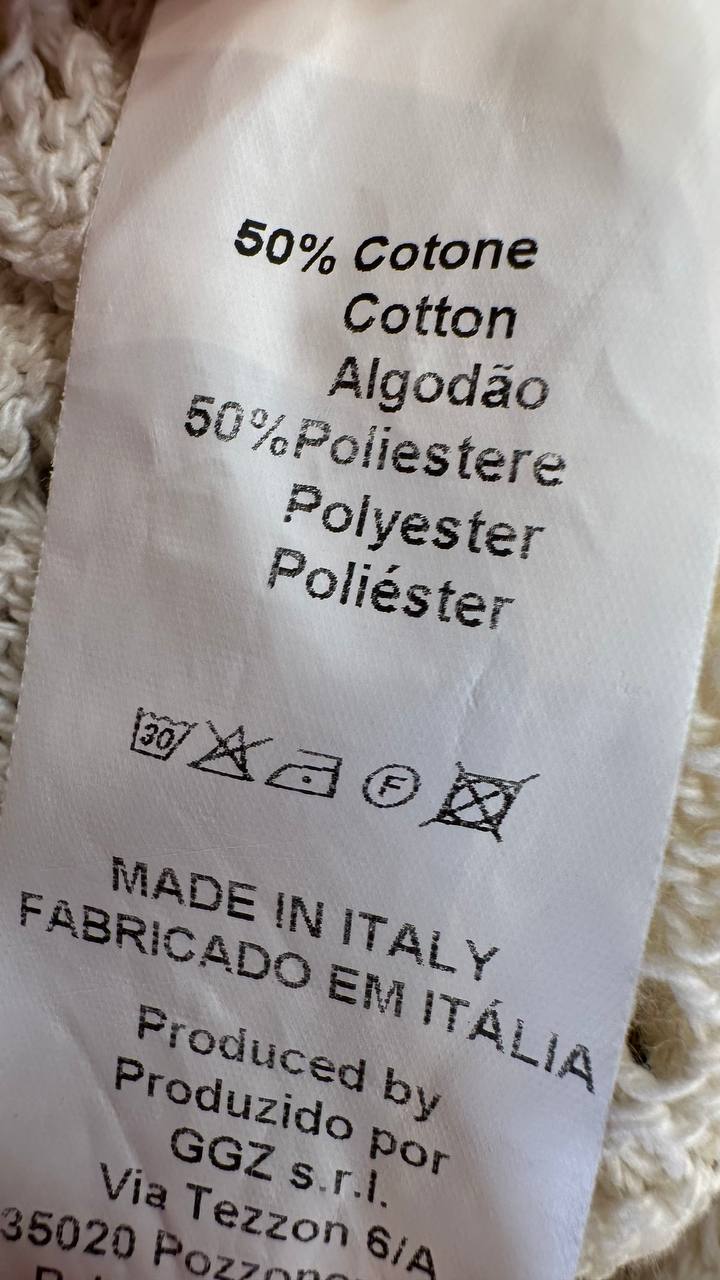 50% Cotone
Cotton
Algodão
50%Poliestere
Polyester
Poliéster
30 F
MADE IN ITALY
FABRICADO EM ITÁLIA
Produced by
Produzido por
GGZ s.r.l.
Via Tezzon 6/A
35020